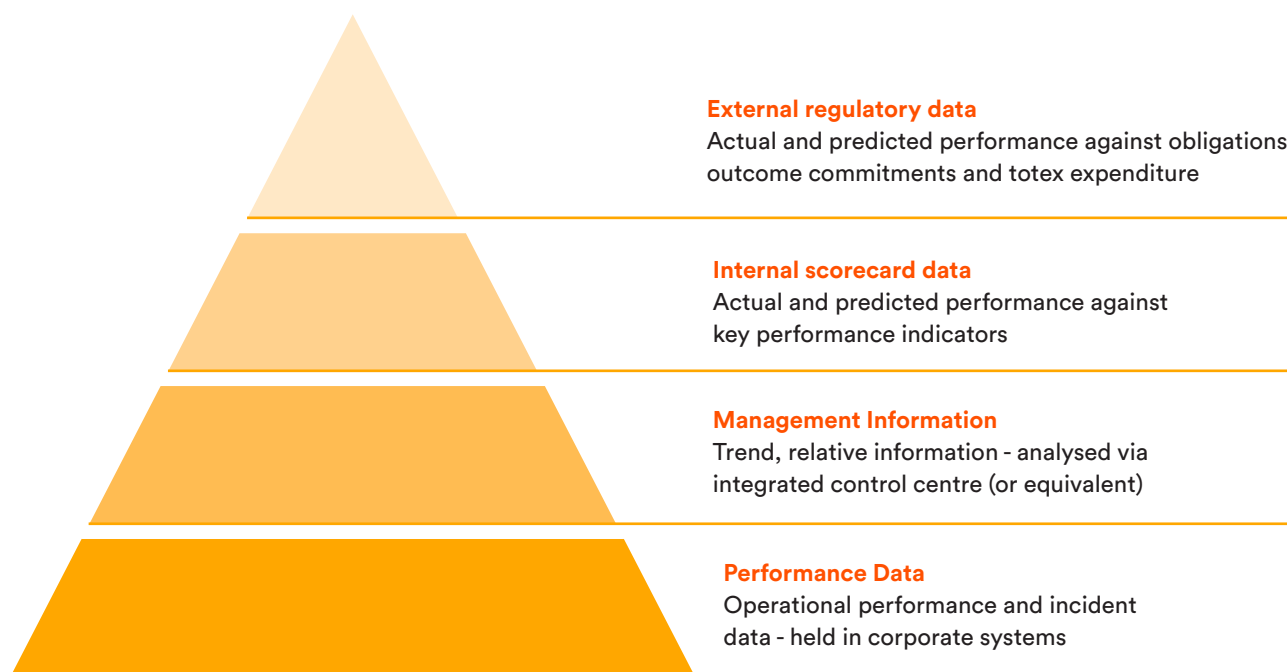 External regulatory data
Actual and predicted performance against obligations
outcome commitments and totex expenditure
Internal scorecard data
Actual and predicted performance against
key performance indicators
Management Information
Trend, relative information - analysed via
integrated control centre (or equivalent)
Performance Data
Operational performance and incident
data - held in corporate systems